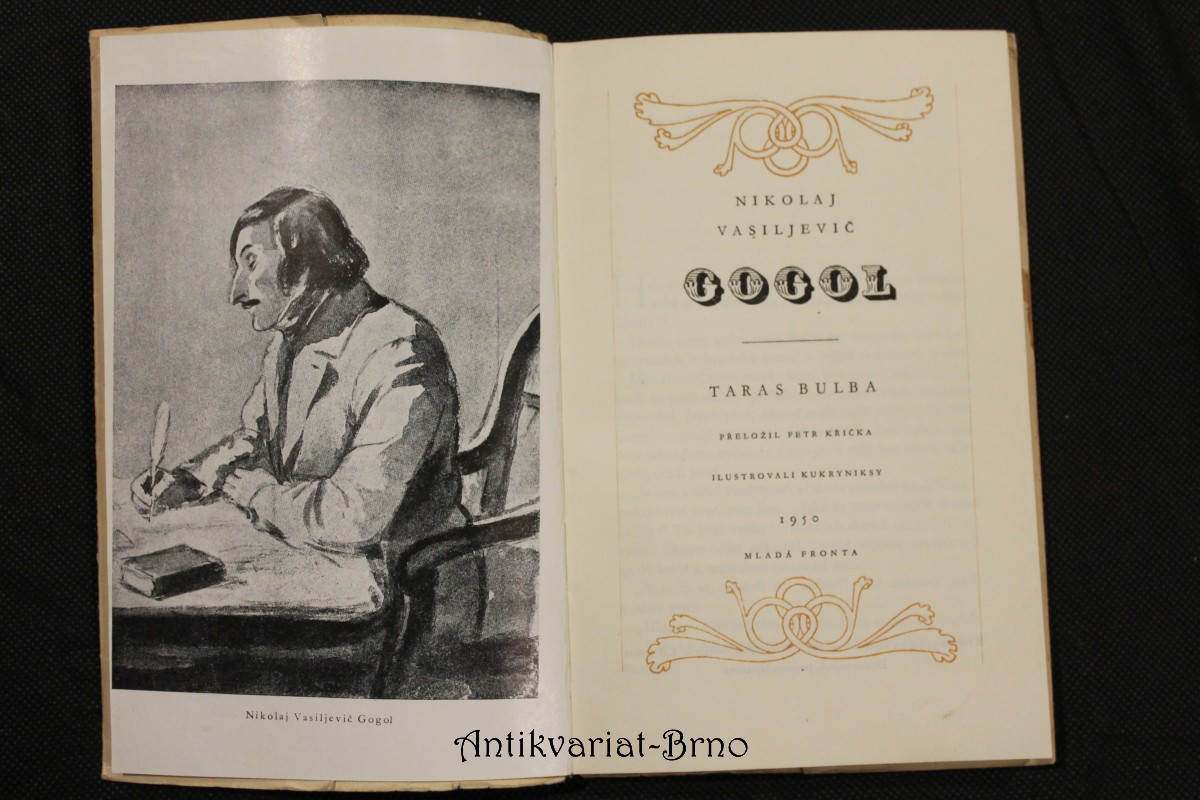 Nikolaj Vasiljevič Gogol
NIKOLAJ
VASILJEVIČ
GOGOL
TARAS BULBA
PŘELOŽIL PETR KŘIČKA
ILUSTROVALI KUKRYNIKSY
1950
MLADÁ FRONTA
Antikvariat-Brno